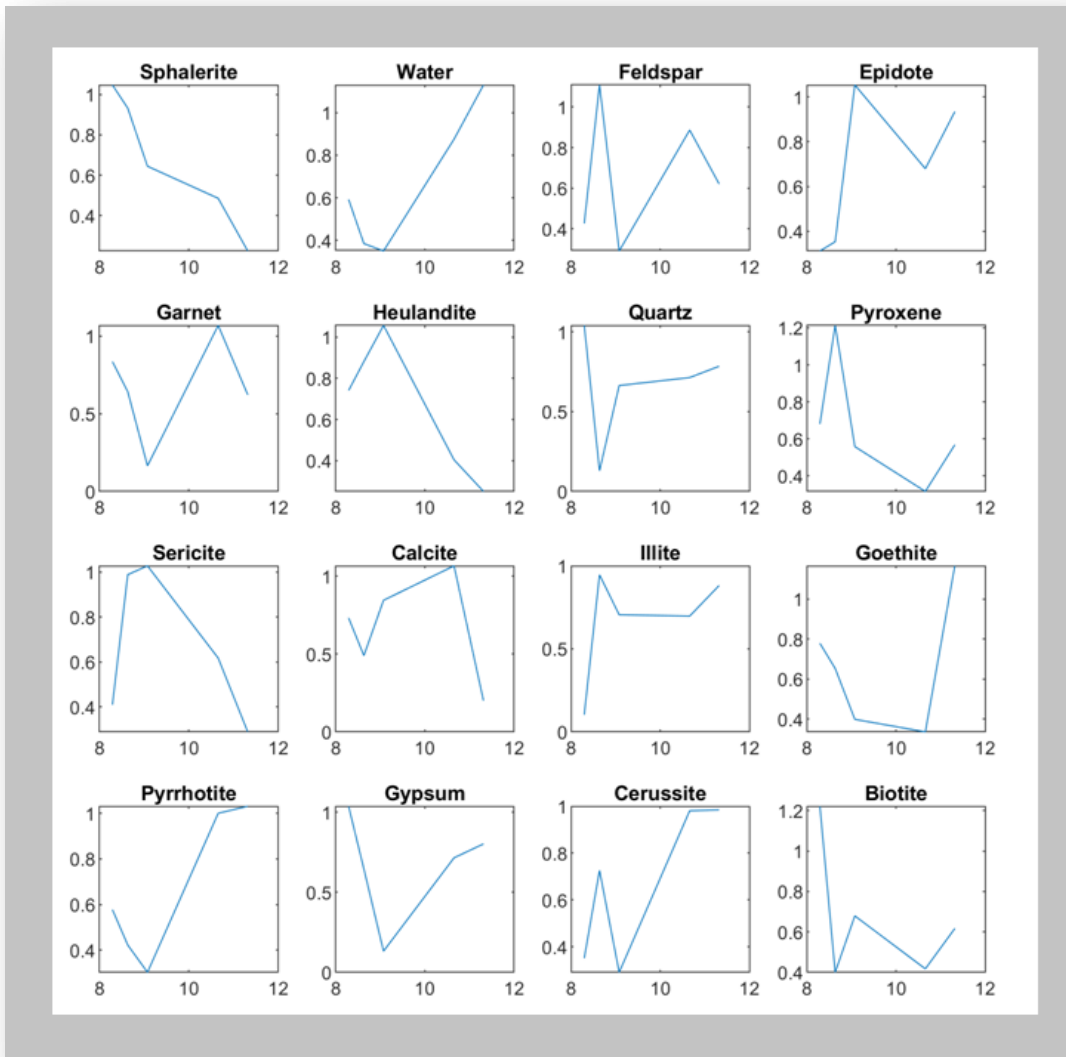 Sphalerite Water Feldspar Epidote
1 1 1 1
0.8 0.8 0.8 0.8
0.6 0.6 0.6 0.6
0.4 0.4 0.4 0.4
8 10 12 8 10 12 8 10 12 8 10 12
Garnet Heulandite Quartz Pyroxene
1 1 1 1.2
0.5 0.8 0.5 1
0 0.6 0 0.8
0.4 0.6
0.4
8 10 12 8 10 12 8 10 12 8 10 12
Sericite Calcite Illite Goethite
1 1 1 1
0.8 0.5 0.5 0.8
0.6 0 0 0.6
0.4 0.4
8 10 12 8 10 12 8 10 12 8 10 12
Pyrrhotite Gypsum Cerussite Biotite
1 1 1 1.2
0.8 0.5 0.8 1
0.6 0 0.6 0.8
0.4 0.4 0.6
0.4
8 10 12 8 10 12 8 10 12 8 10 12